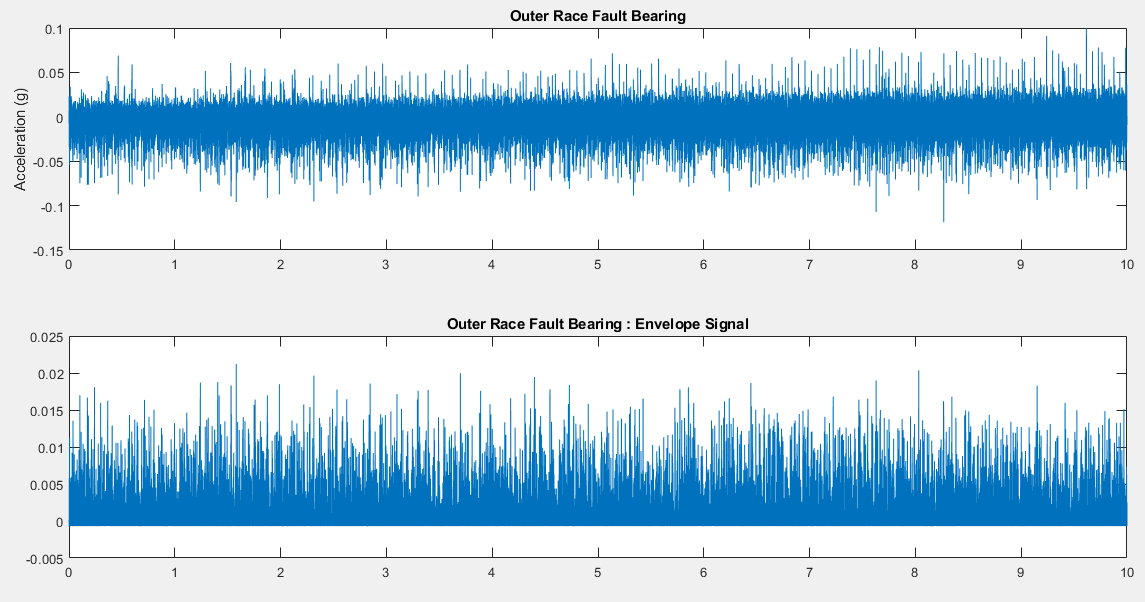 Outer Race Fault Bearing
Acceleration (g)
0.1
0.05
0
-0.05
-0.1
-0.15
0 1 2 3 4 5 6 7 8 9 10
Outer Race Fault Bearing : Envelope Signal
0.025
0.02
0.015
0.01
0.005
0
-0.005
0 1 2 3 4 5 6 7 8 9 10